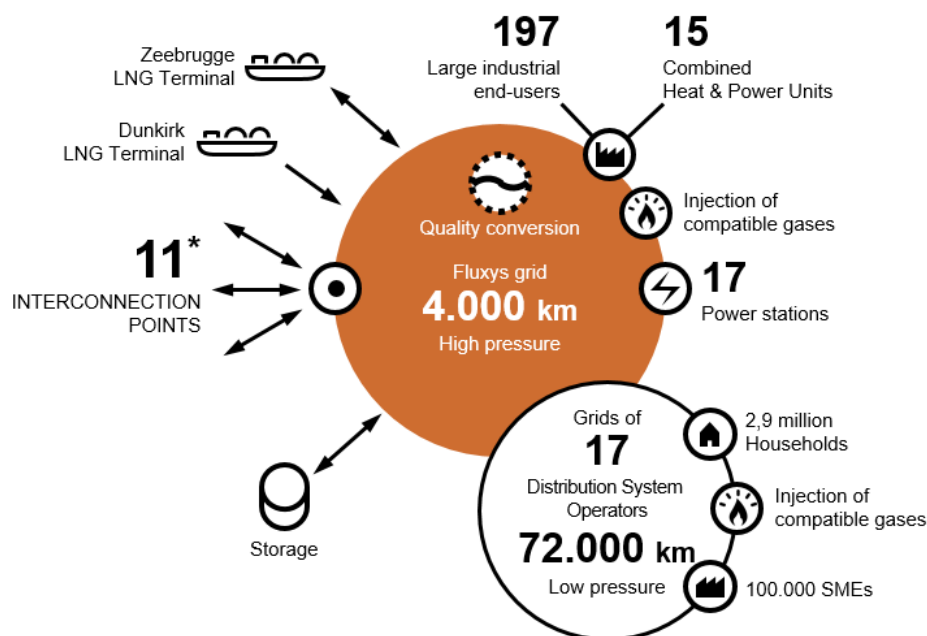 Zeebrugge
LNG Terminal
Dunkirk
LNG Terminal
11*
INTERCONNECTION
POINTS
Storage
197
Large industrial
end-users
15
Combined
Heat & Power Units
Injection of
compatible gases
17
Power stations
Quality conversion
Fluxys grid
4.000 km
High pressure
Grids of
17
Distribution System
Operators
72.000 km
Low pressure
2,9 million
Households
Injection of
compatible gases
100.000 SMEs